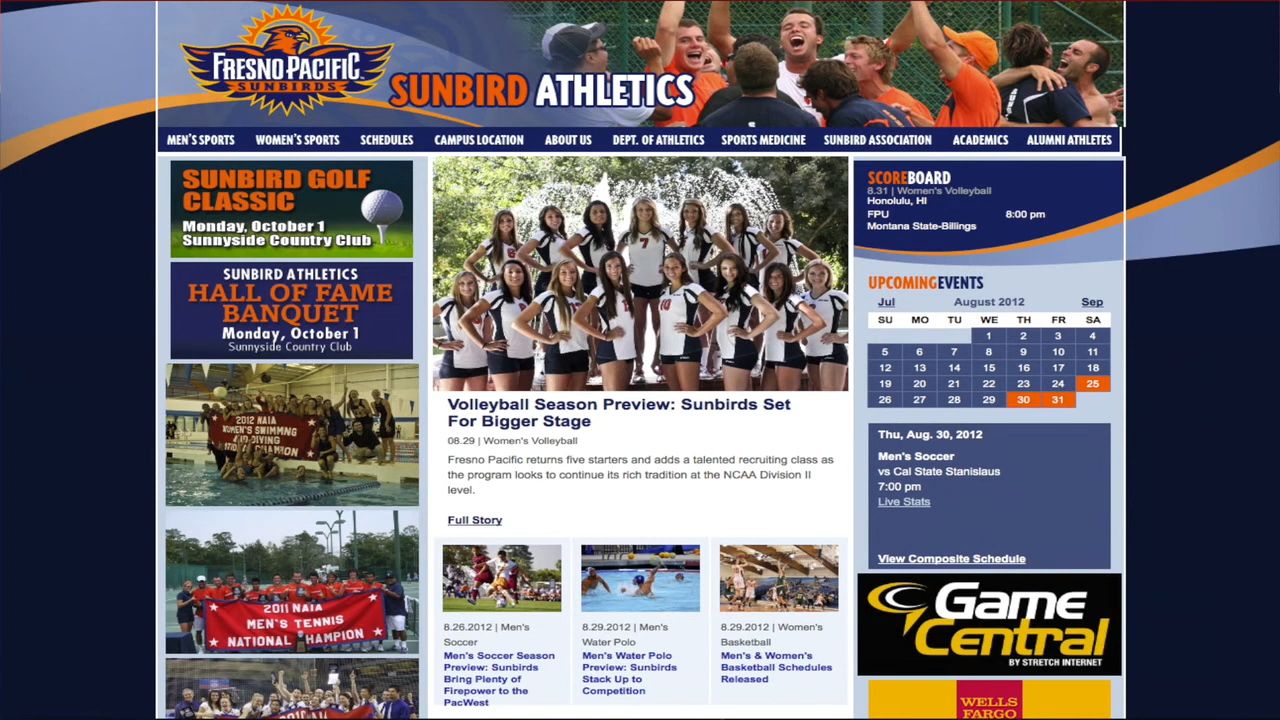 FRESNO PACIFIC
SUNBIRDS
SUNBIRD ATHLETICS
MEN'S SPORTS WOMEN'S SPORTS SCHEDULES CAMPUS LOCATION ABOUT US DEPT. OF ATHLETICS SPORTS MEDICINE SUNBIRD ASSOCIATION ACADEMICS ALUMNI ATHLETES
SUNBIRD GOLF
CLASSIC
Monday, October 1
Sunnyside Country Club
SUNBIRD ATHLETICS
HALL OF FAME
BANQUET
Monday, October 1
Sunnyside Country Club
2012 NAIA
WOMEN'S SWIMMING
AND DIVING
CHAMPION
2011 NAIA
MEN'S TENNIS
NATIONAL CHAMPION
7
10
Volleyball Season Preview: Sunbirds Set
For Bigger Stage
08.29 | Women's Volleyball
Fresno Pacific returns five starters and adds a talented recruiting class as
the program looks to continue its rich tradition at the NCAA Division II
level.
Full Story
8.26.2012 | Men's
Soccer
Men's Soccer Season
Preview: Sunbirds
Bring Plenty of
Firepower to the
PacWest
8.29.2012 | Men's
Water Polo
Men's Water Polo
Preview: Sunbirds
Stack Up to
Competition
8.29.2012 | Women's
Basketball
Men's & Women's
Basketball Schedules
Released
SCOREBOARD
8.31 | Women's Volleyball
Honolulu, HI
FPU 8:00 pm
Montana State-Billings
UPCOMING EVENTS
Jul August 2012 Sep
SU MO TU WE TH FR SA
1 2 3 4
5 6 7 8 9 10 11
12 13 14 15 16 17 18
19 20 21 22 23 24 25
26 27 28 29 30 31
Thu, Aug. 30, 2012
Men's Soccer
vs Cal State Stanislaus
7:00 pm
Live Stats
View Composite Schedule
Game
Central
BY STRETCH INTERNET
WELLS
FARGO